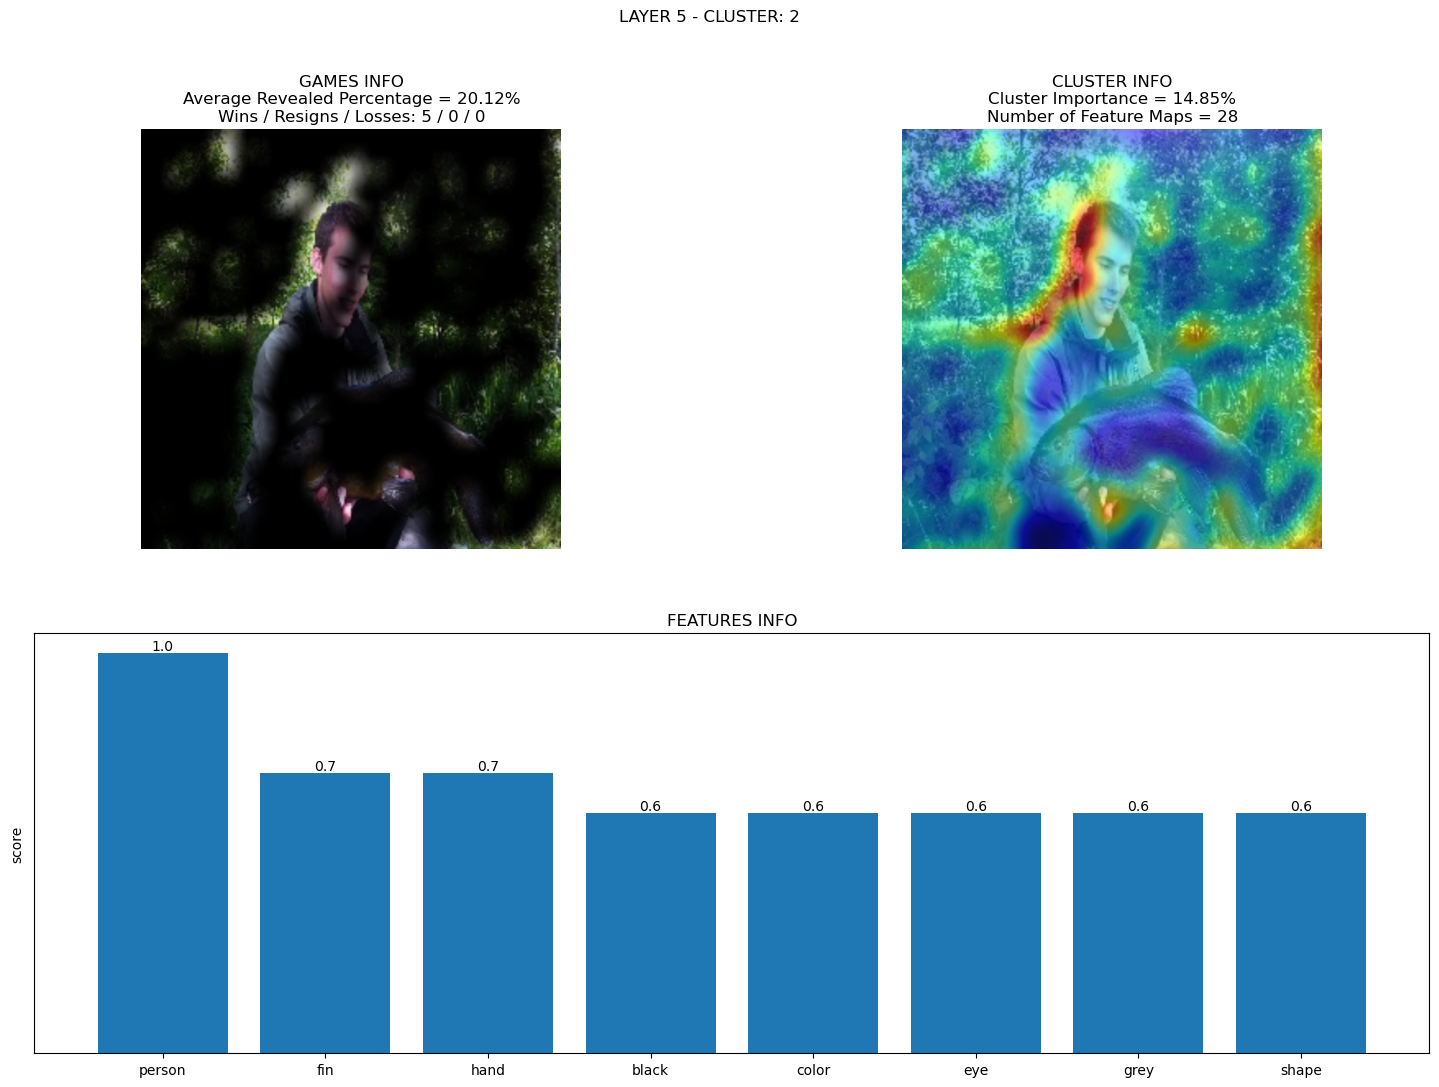 LAYER 5 - CLUSTER: 2
GAMES INFO
Average Revealed Percentage = 20.12%
Wins / Resigns / Losses: 5 / 0 / 0
CLUSTER INFO
Cluster Importance = 14.85%
Number of Feature Maps = 28
FEATURES INFO
score
1.0
0.7
0.7
0.6
0.6
0.6
0.6
0.6
person
fin
hand
black
color
eye
grey
shape